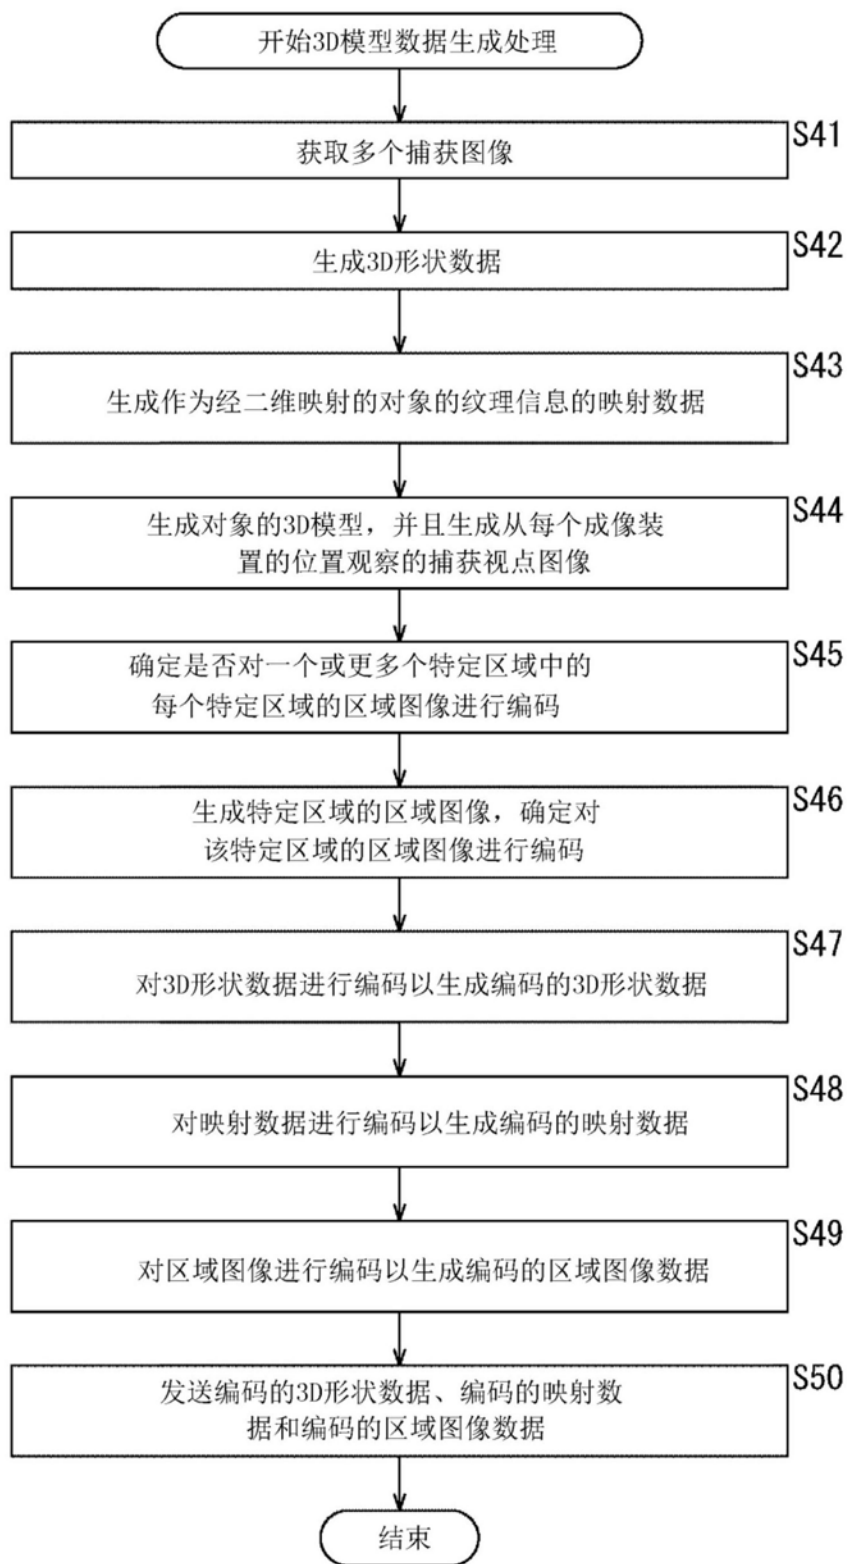 开始3D模型数据生成处理
S41
获取多个捕获图像
S42
生成3D形状数据
S43
生成作为经二维映射的对象的纹理信息的映射数据
S44
生成对象的3D模型，并且生成从每个成像装
置的位置观察的捕获视点图像
S45
确定是否对一个或更多个特定区域中的
每个特定区域的区域图像进行编码
S46
生成特定区域的区域图像，确定对
该特定区域的区域图像进行编码
S47
对3D形状数据进行编码以生成编码的3D形状数据
S48
对映射数据进行编码以生成编码的映射数据
S49
对区域图像进行编码以生成编码的区域图像数据
S50
发送编码的3D形状数据、编码的映射数
据和编码的区域图像数据
结束